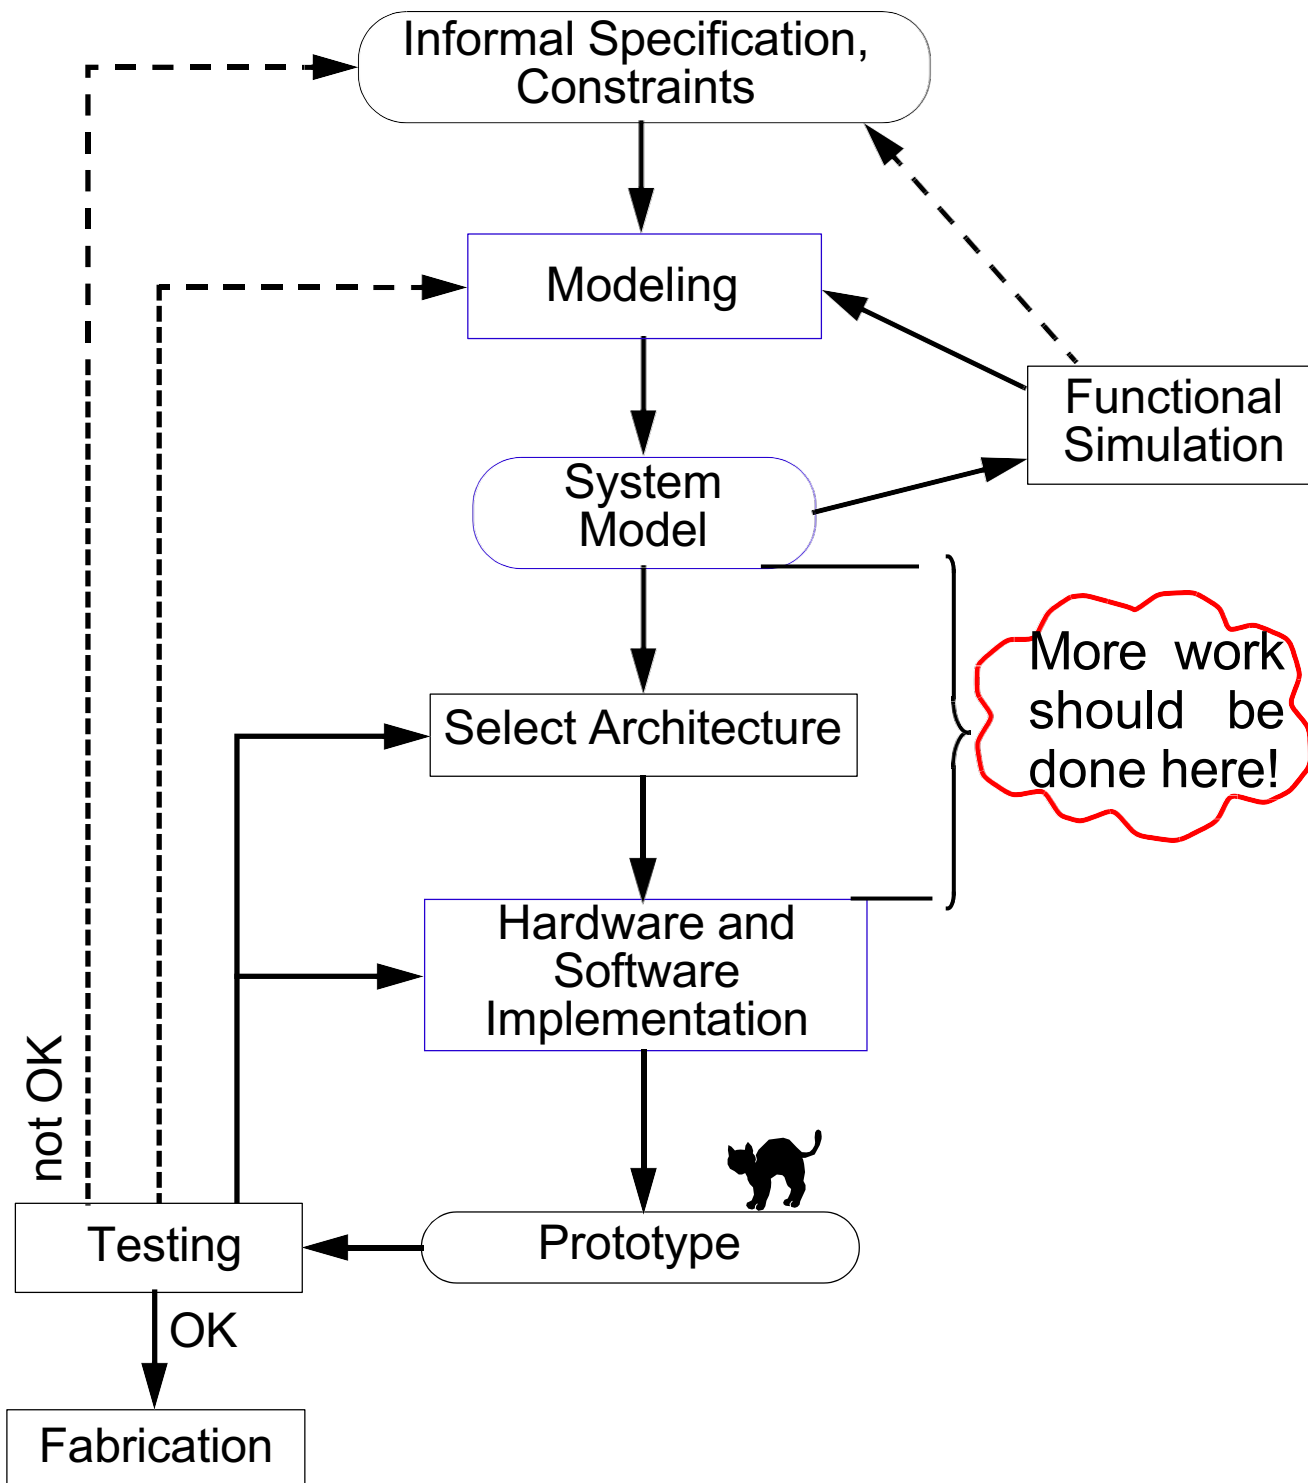 Informal Specification,
Constraints
Modeling
Functional
Simulation
System
Model
More work
should be
done here!
Select Architecture
Hardware and
Software
Implementation
not OK
Testing
Prototype
OK
Fabrication